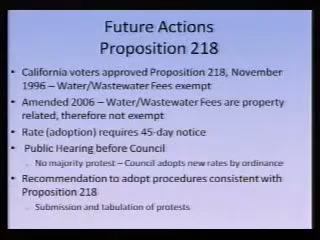 Future Actions
Proposition 218
• California voters approved Proposition 218, November
1996 – Water/Wastewater Fees exempt
• Amended 2006 – Water/Wastewater Fees are property
related, therefore not exempt
• Rate (adoption) requires 45-day notice
• Public Hearing before Council
- No majority protest – Council adopts new rates by ordinance
• Recommendation to adopt procedures consistent with
Proposition 218
- Submission and tabulation of protests